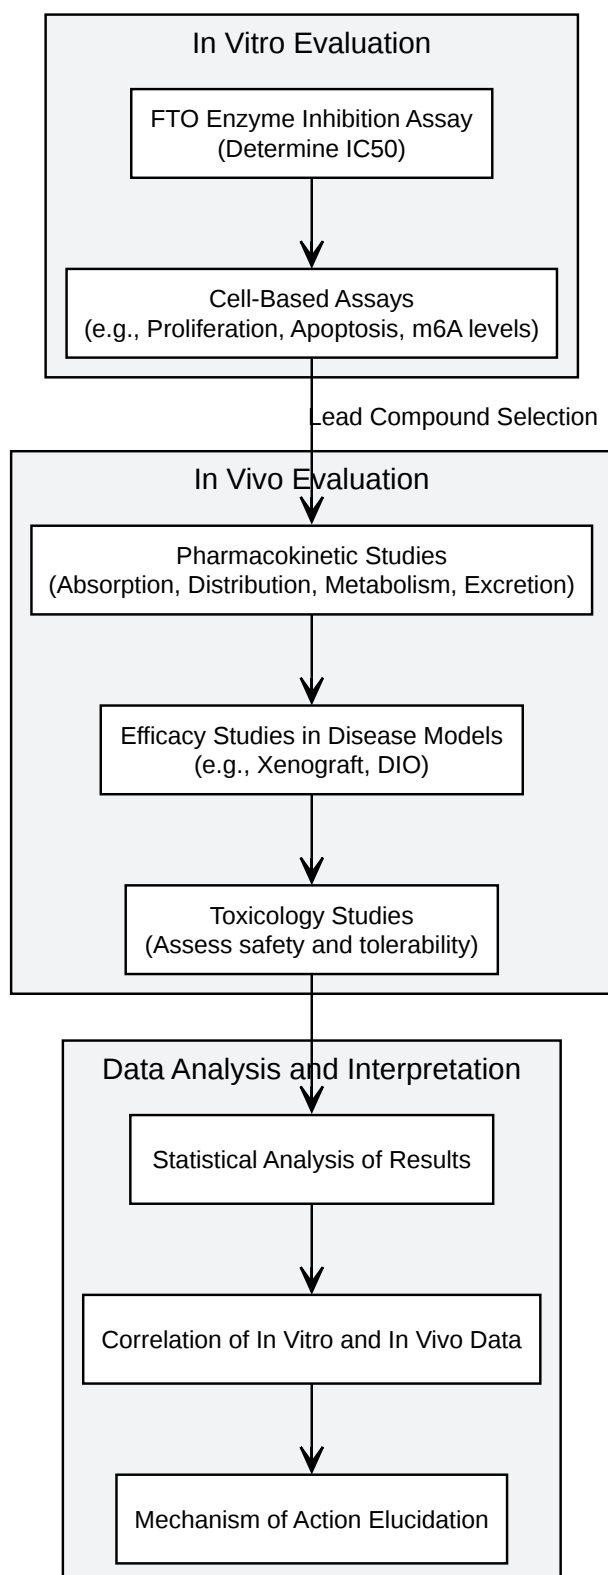 In Vitro Evaluation
FTO Enzyme Inhibition Assay
(Determine IC50)
Cell-Based Assays
(e.g., Proliferation, Apoptosis, m6A levels)
Lead Compound Selection
In Vivo Evaluation
Pharmacokinetic Studies
(Absorption, Distribution, Metabolism, Excretion)
Efficacy Studies in Disease Models
(e.g., Xenograft, DIO)
Toxicology Studies
(Assess safety and tolerability)
Data Analysis and Interpretation
Statistical Analysis of Results
Correlation of In Vitro and In Vivo Data
Mechanism of Action Elucidation